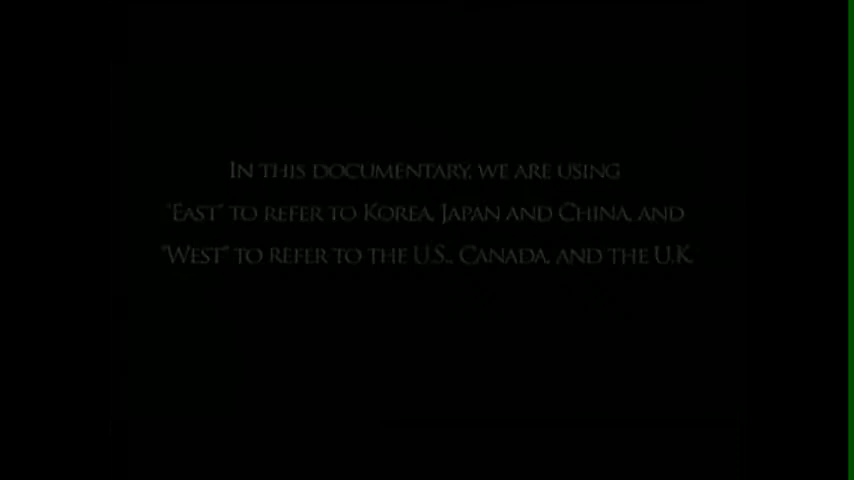 In this documentary, we are using
"East" to refer to Korea, Japan and China, and
"West" to refer to the U.S., Canada, and the U.K.